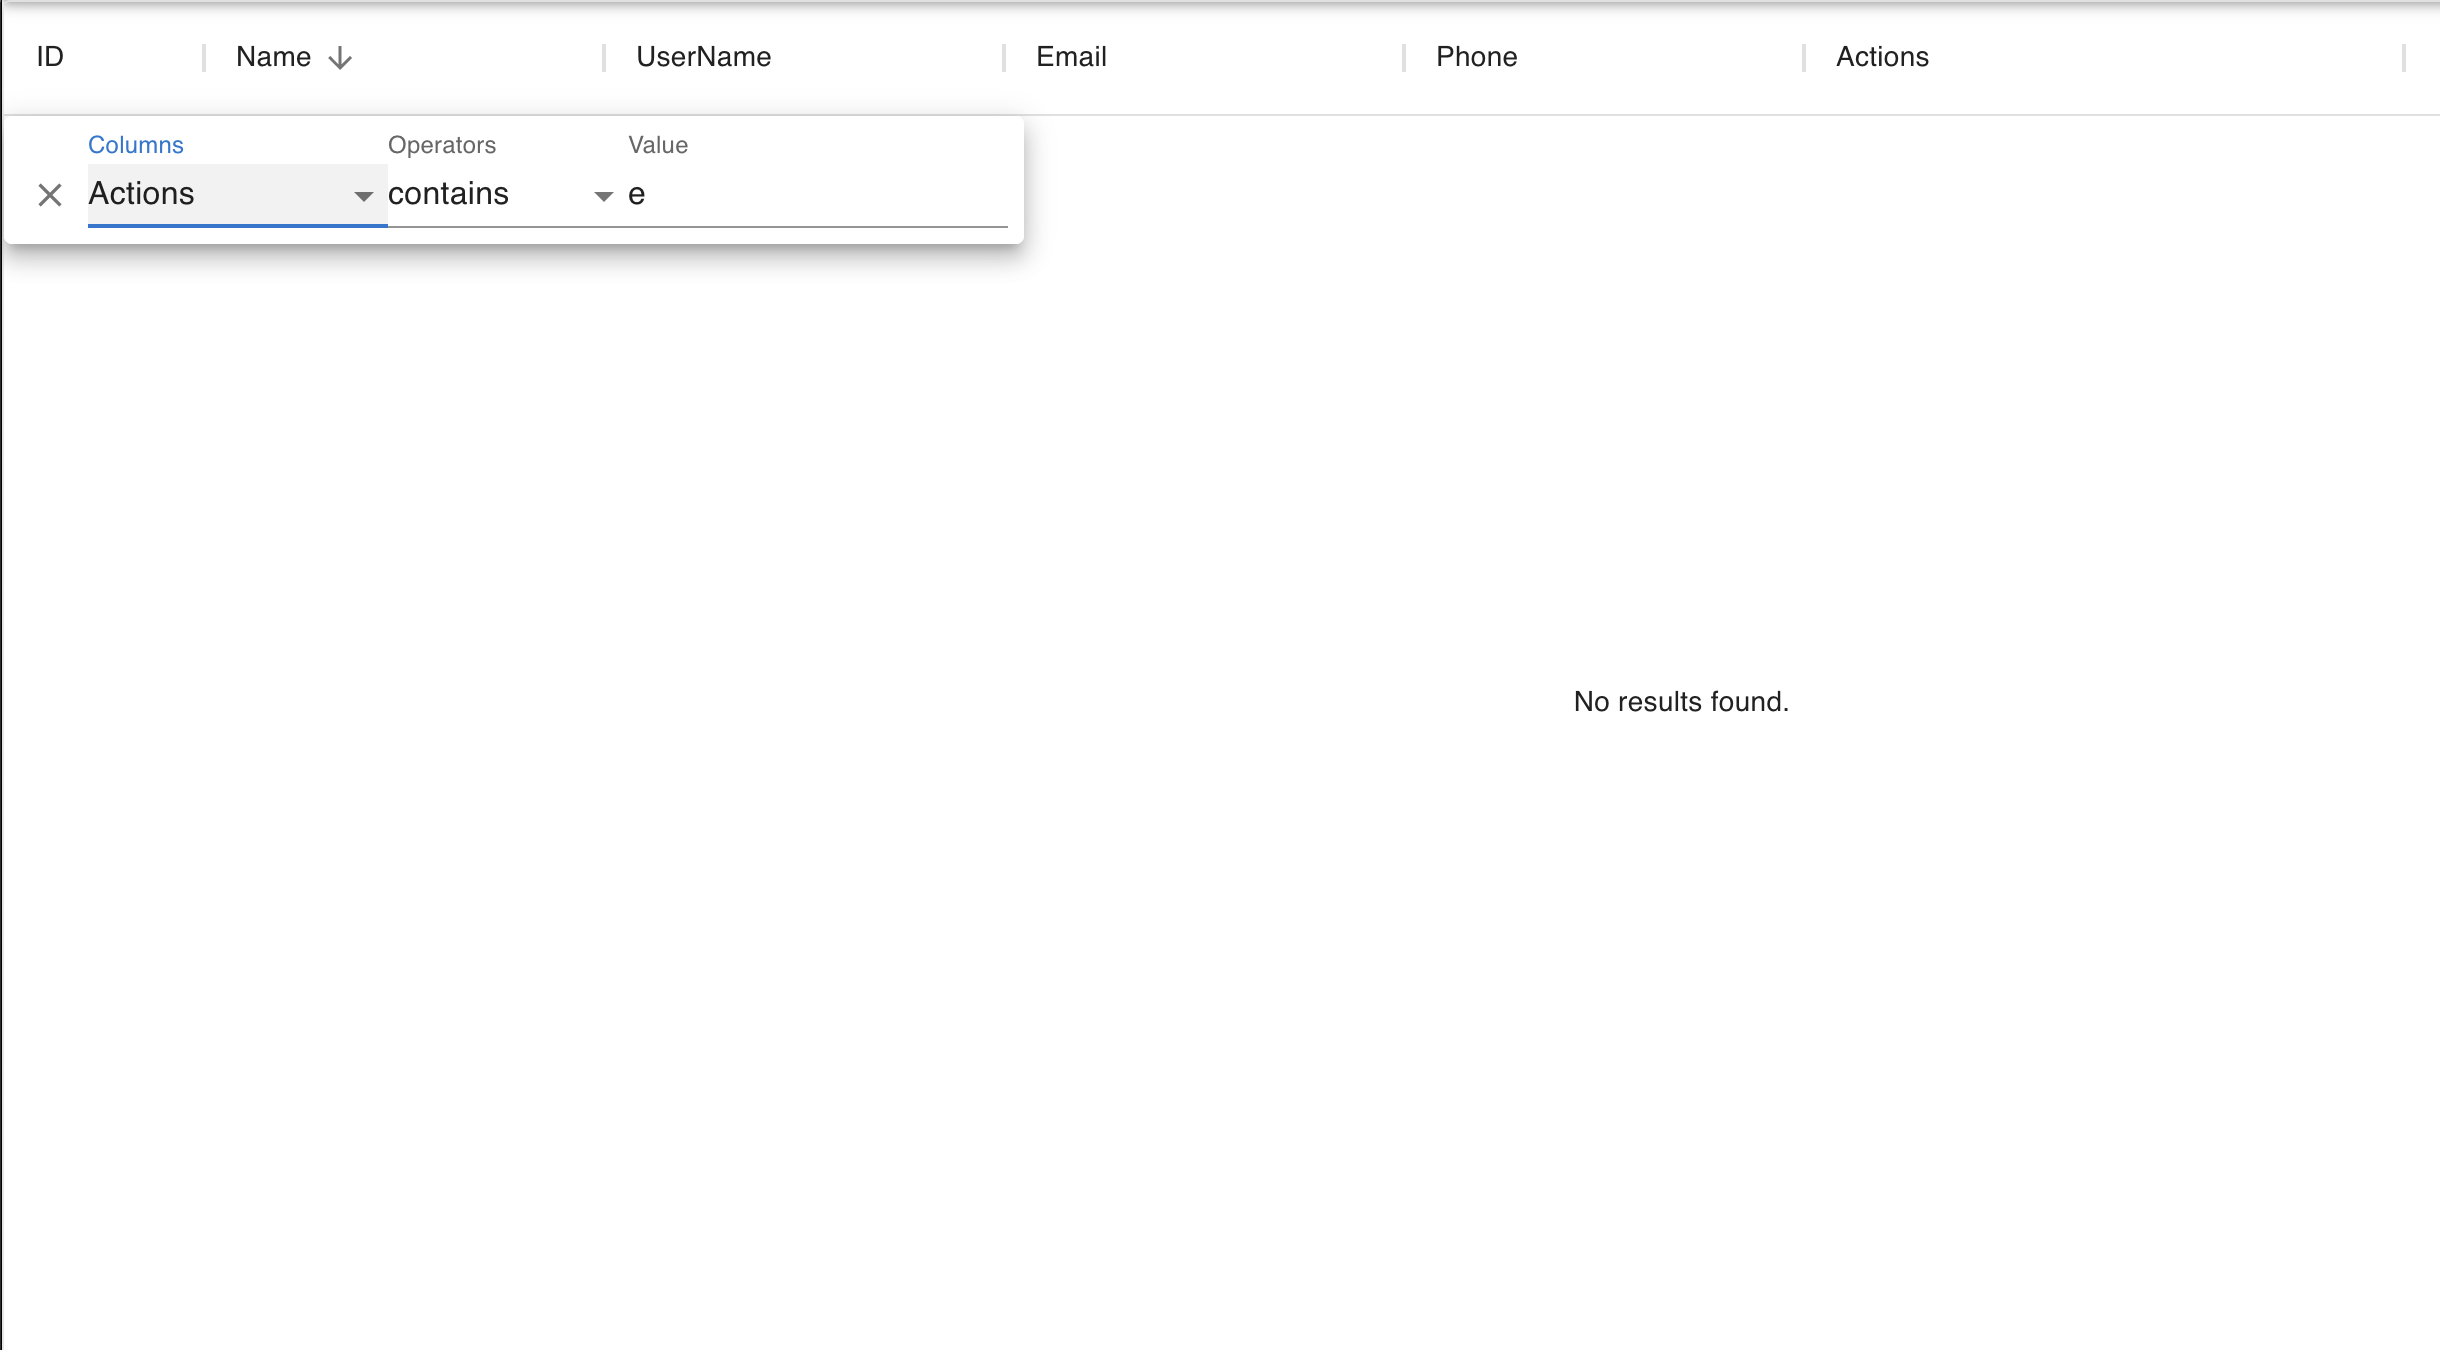 ID Name UserName Email Phone Actions
Columns Operators Value
Actions contains e
No results found.